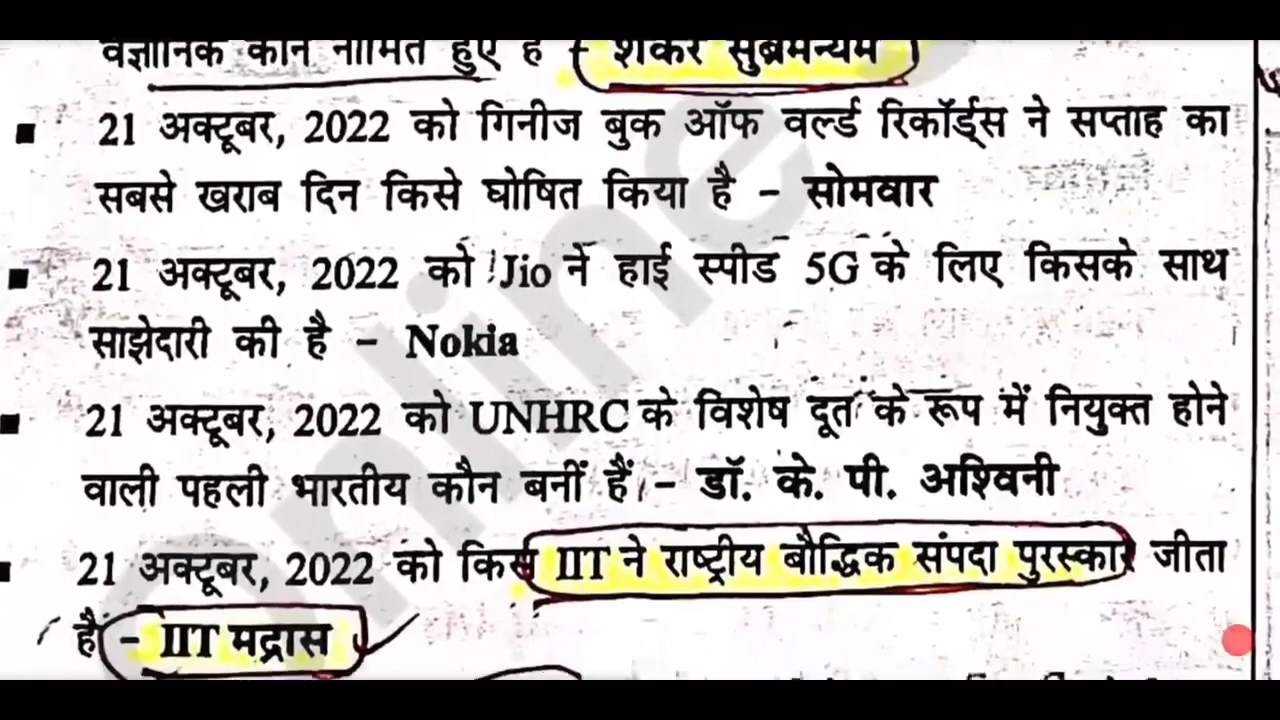 वैज्ञानिक कौन नामित हुए हैं – शंकर सुब्रमन्यम
▪ 21 अक्टूबर, 2022 को गिनीज बुक ऑफ वर्ल्ड रिकॉर्ड्स ने सप्ताह का
सबसे खराब दिन किसे घोषित किया है – सोमवार
▪ 21 अक्टूबर, 2022 को Jio ने हाई स्पीड 5G के लिए किसके साथ
साझेदारी की है – Nokia
▪ 21 अक्टूबर, 2022 को UNHRC के विशेष दूत के रूप में नियुक्त होने
वाली पहली भारतीय कौन बनीं हैं – डॉ. के. पी. अश्विनी
▪ 21 अक्टूबर, 2022 को किस IIT ने राष्ट्रीय बौद्धिक संपदा पुरस्कार जीता
है – IIT मद्रास